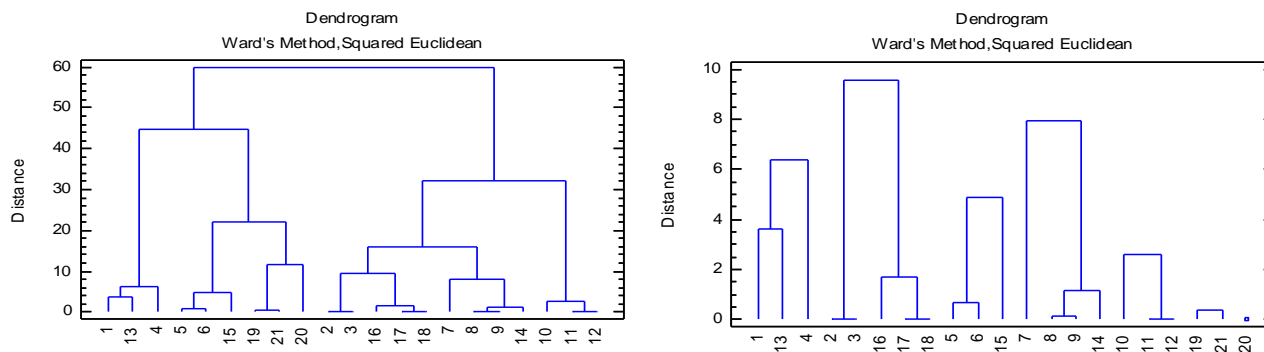 Dendrogram
Ward's Method,Squared Euclidean
Distance
60
50
40
30
20
10
0
1 13 4 5 6 15 19 21 20 2 3 16 17 18 7 8 9 14 10 11 12
Dendrogram
Ward's Method,Squared Euclidean
Distance
10
8
6
4
2
0
1 13 4 2 3 16 17 18 5 6 15 7 8 9 14 10 11 12 19 21 20